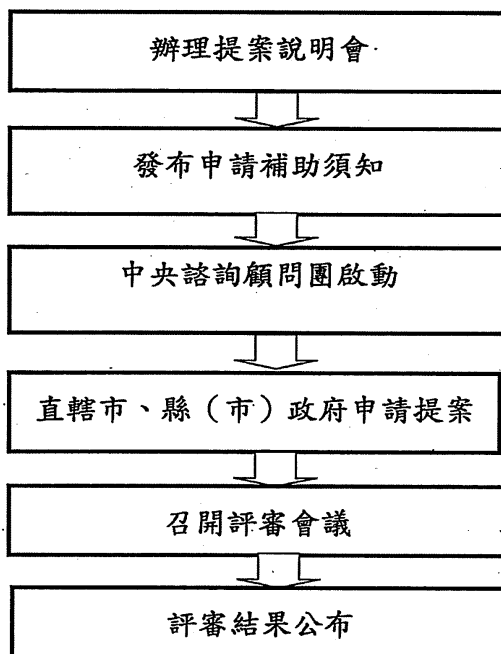 辦理提案說明會
發布申請補助須知
中央諮詢顧問團啟動
直轄市、縣（市）政府申請提案
召開評審會議
評審結果公布